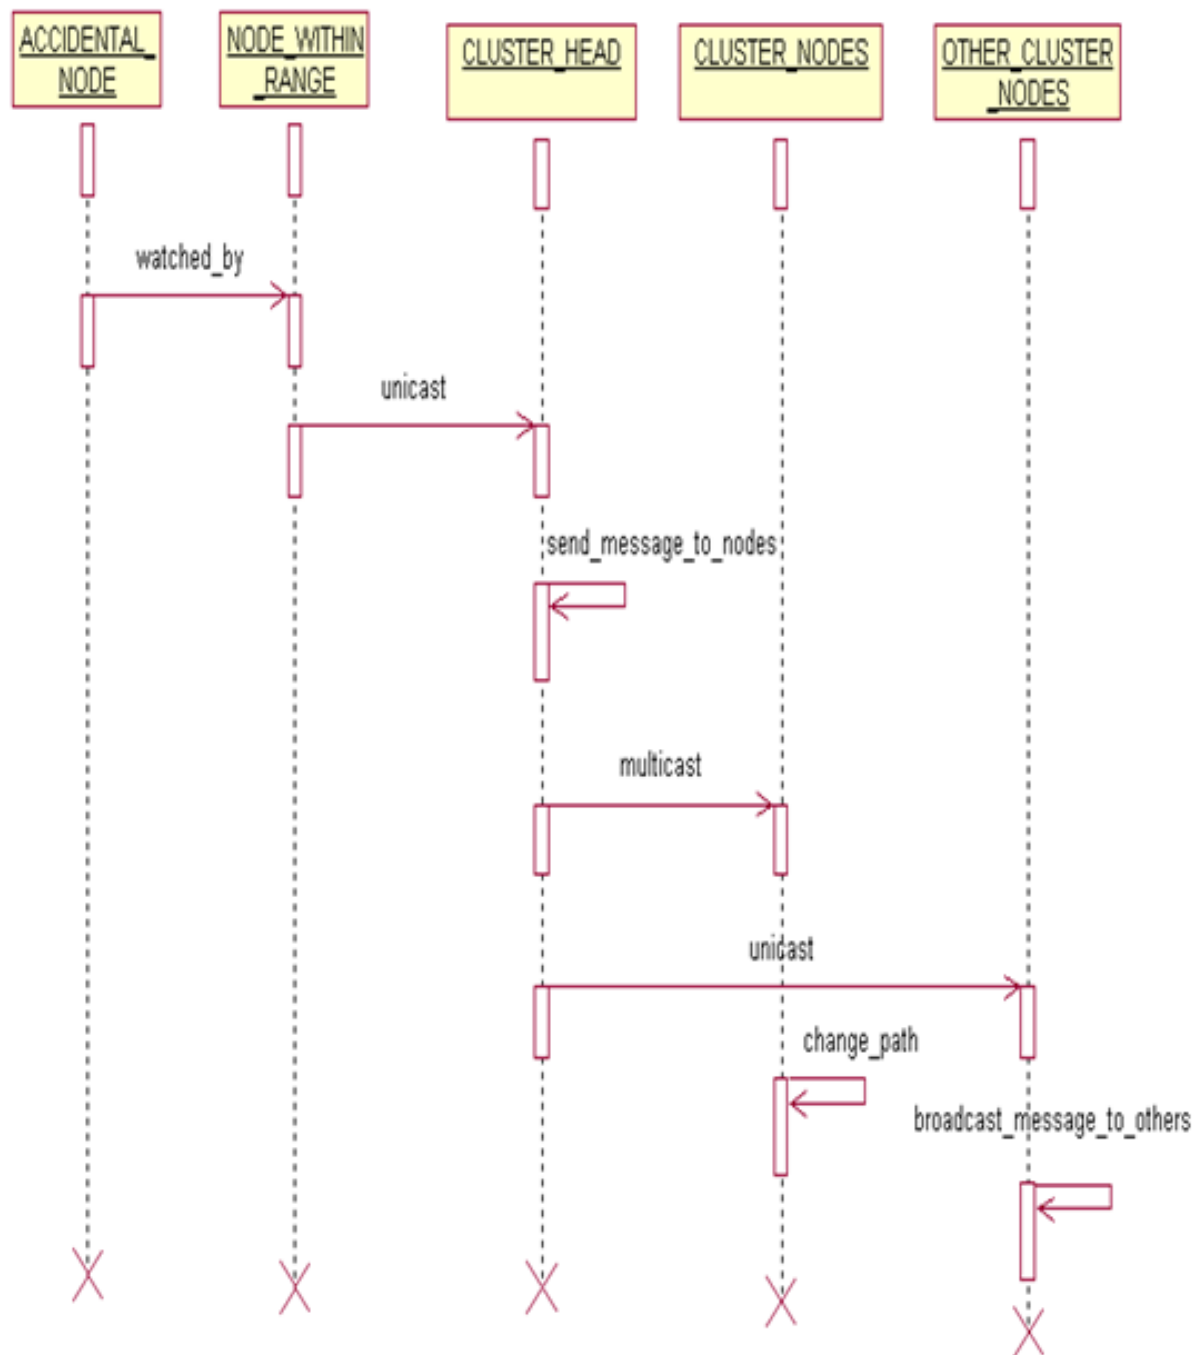 ACCIDENTAL_
NODE
NODE_WITHIN
_RANGE
CLUSTER_HEAD
CLUSTER_NODES
OTHER_CLUSTER
_NODES
watched_by
unicast
send_message_to_nodes
multicast
unicast
change_path
broadcast_message_to_others